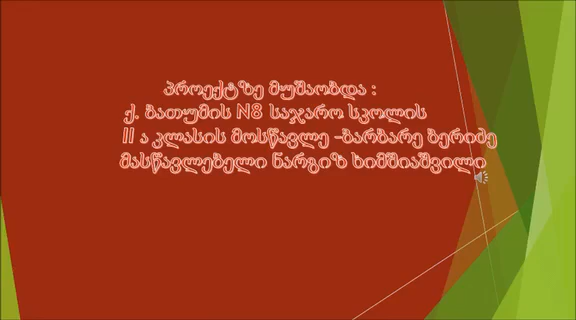 პროექტზე მუშაობდა :
ქ. ბათუმის N8 საჯარო სკოლის
II ა კლასის მოსწავლე -ბარბარე ბერიძე
მასწავლებელი ნარგიზ ხიმშიაშვილი